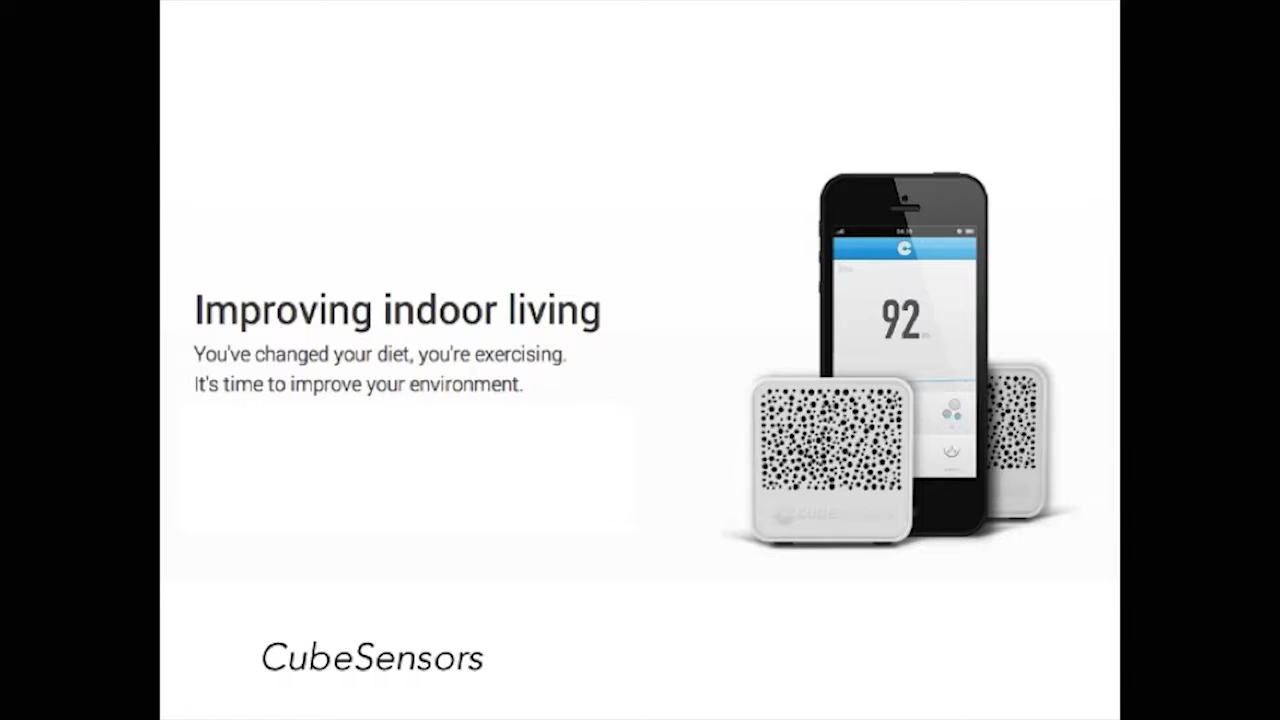 Improving indoor living
You've changed your diet, you're exercising.
It's time to improve your environment.
92
CubeSensors